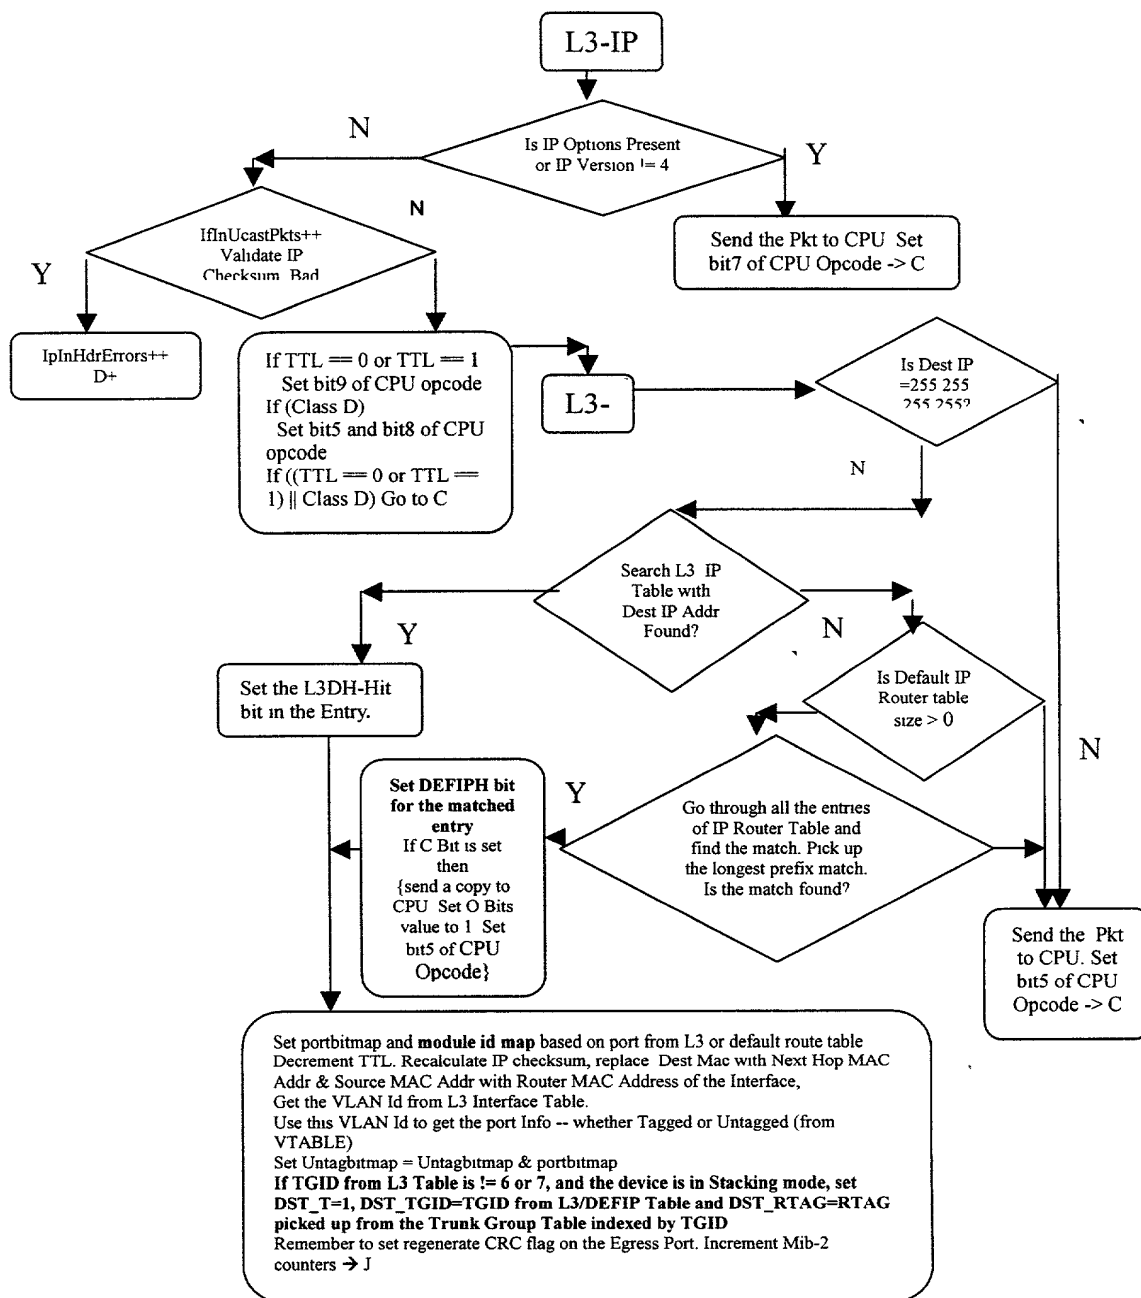 L3-IP
N
Is IP Options Present
or IP Version != 4
Y
N
IfInUcastPkts++
Validate IP
Checksum Bad
Y
Send the Pkt to CPU Set
bit7 of CPU Opcode -> C
IpInHdrErrors++
D+
If TTL == 0 or TTL == 1
Set bit9 of CPU opcode
If (Class D)
Set bit5 and bit8 of CPU
opcode
If ((TTL == 0 or TTL ==
1) || Class D) Go to C
L3-
Is Dest IP
=255 255
255 255?
N
Search L3 IP
Table with
Dest IP Addr
Found?
Y
N
Set the L3DH-Hit
bit in the Entry.
Is Default IP
Router table
size > 0
N
Set DEFIPH bit
for the matched
entry
If C Bit is set
then
{send a copy to
CPU Set O Bits
value to 1 Set
bit5 of CPU
Opcode}
Y
Go through all the entries
of IP Router Table and
find the match. Pick up
the longest prefix match.
Is the match found?
Send the Pkt
to CPU. Set
bit5 of CPU
Opcode -> C
Set portbitmap and module id map based on port from L3 or default route table
Decrement TTL. Recalculate IP checksum, replace Dest Mac with Next Hop MAC
Addr & Source MAC Addr with Router MAC Address of the Interface,
Get the VLAN Id from L3 Interface Table.
Use this VLAN Id to get the port Info -- whether Tagged or Untagged (from
VTABLE)
Set Untagbitmap = Untagbitmap & portbitmap
If TGID from L3 Table is != 6 or 7, and the device is in Stacking mode, set
DST_T=1, DST_TGID=TGID from L3/DEFIP Table and DST_RTAG=RTAG
picked up from the Trunk Group Table indexed by TGID
Remember to set regenerate CRC flag on the Egress Port. Increment Mib-2
counters → J